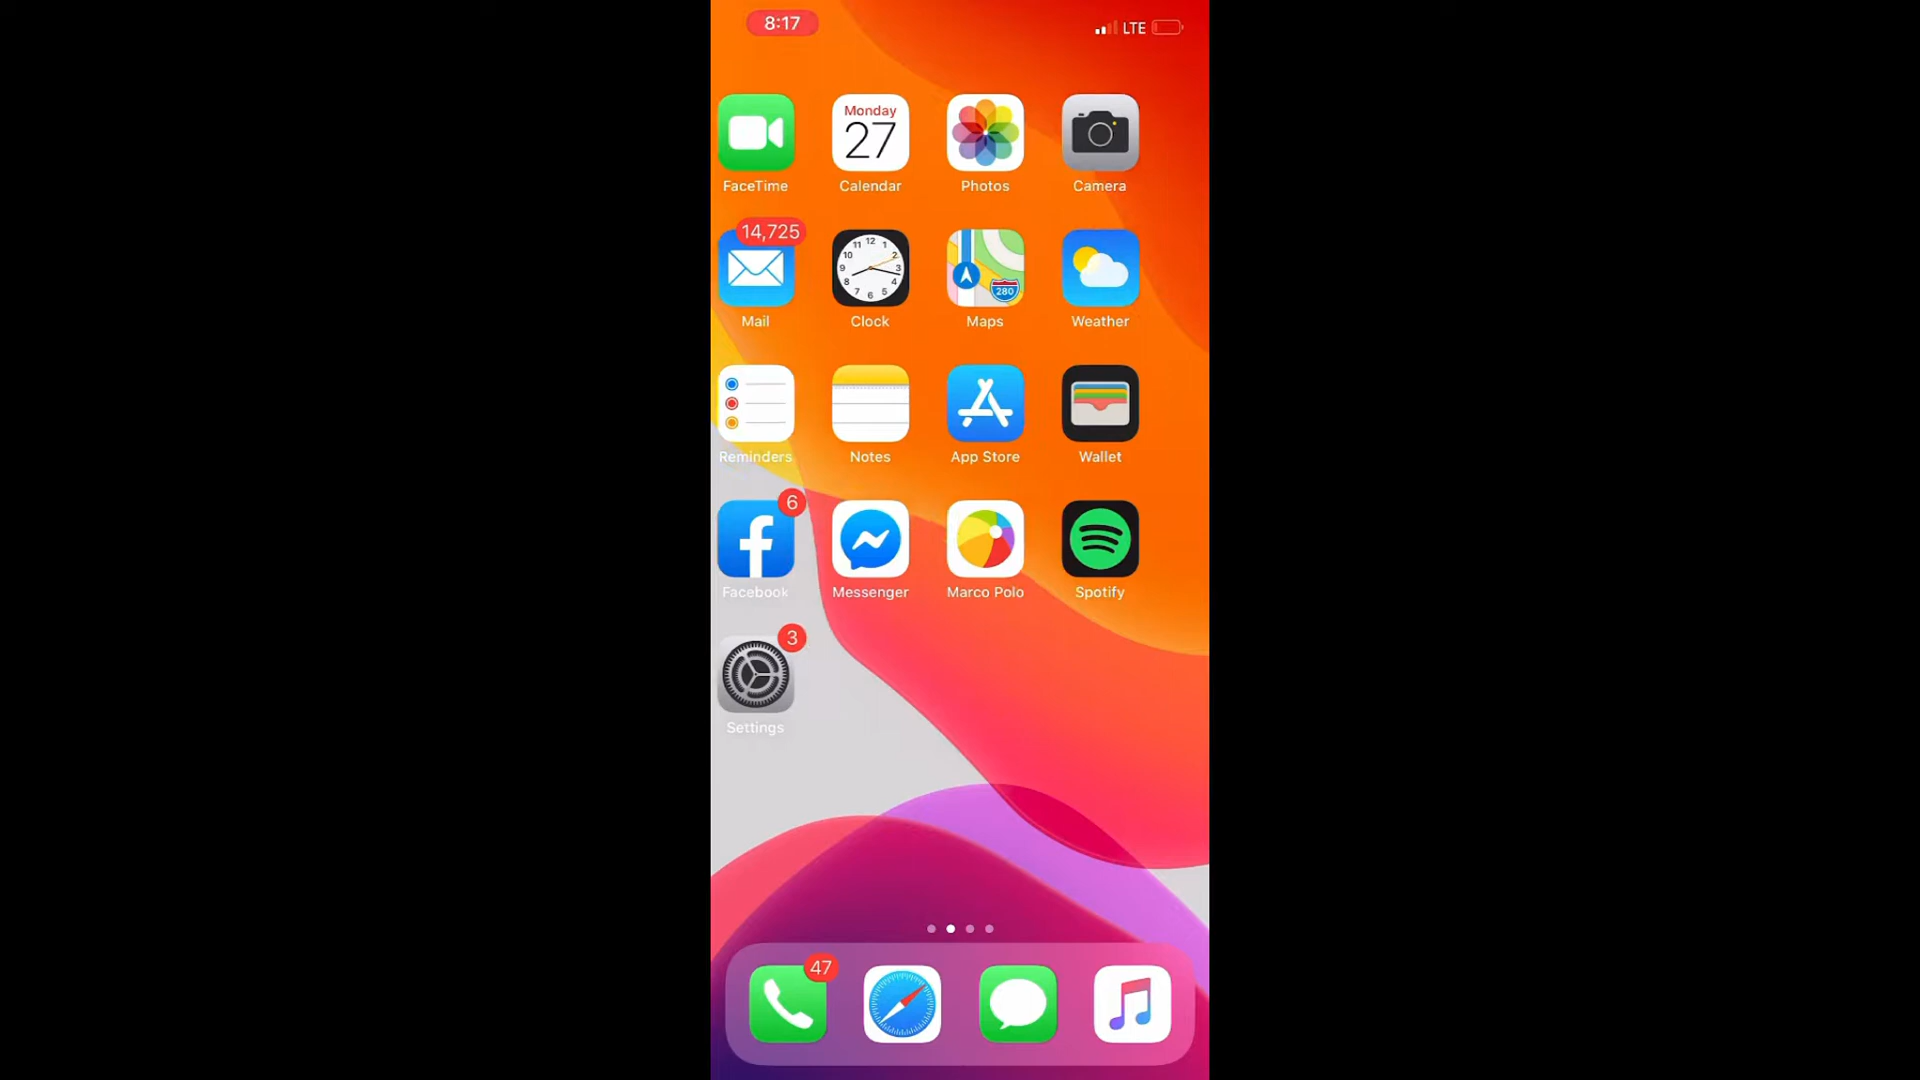 8:17
LTE
Monday
27
FaceTime
Calendar
Photos
Camera
14,725
280
Mail
Clock
Maps
Weather
Reminders
Notes
App Store
Wallet
6
Facebook
Messenger
Marco Polo
Spotify
3
Settings
47